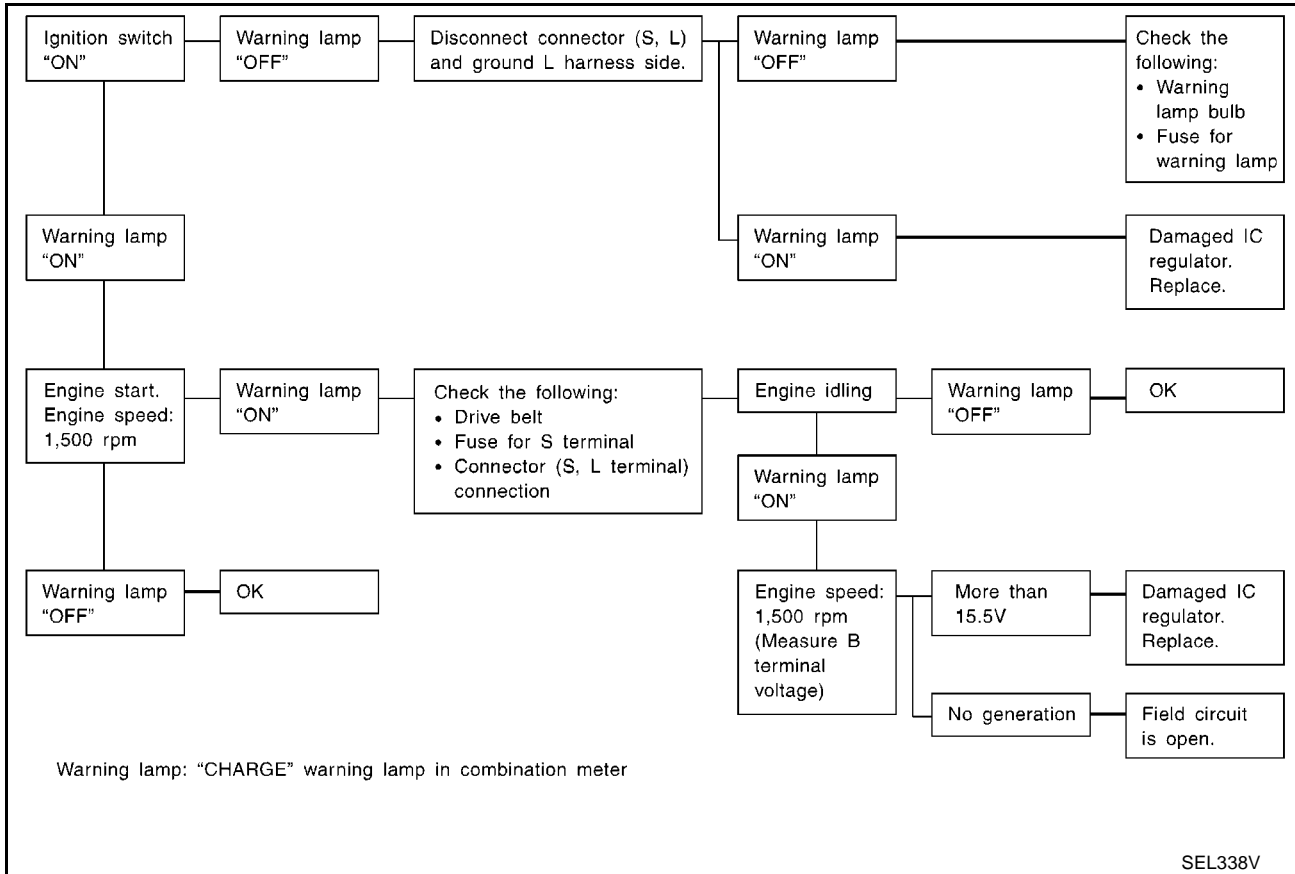 Ignition switch
“ON”
Warning lamp
“OFF”
Disconnect connector (S, L)
and ground L harness side.
Warning lamp
“OFF”
Check the
following:
• Warning
lamp bulb
• Fuse for
warning lamp
Warning lamp
“ON”
Warning lamp
“ON”
Damaged IC
regulator.
Replace.
Engine start.
Engine speed:
1,500 rpm
Warning lamp
“ON”
Check the following:
• Drive belt
• Fuse for S terminal
• Connector (S, L terminal)
connection
Engine idling
Warning lamp
“OFF”
OK
Warning lamp
“ON”
Warning lamp
“OFF”
OK
Engine speed:
1,500 rpm
(Measure B
terminal
voltage)
More than
15.5V
Damaged IC
regulator.
Replace.
No generation
Field circuit
is open.
Warning lamp: “CHARGE” warning lamp in combination meter
SEL338V